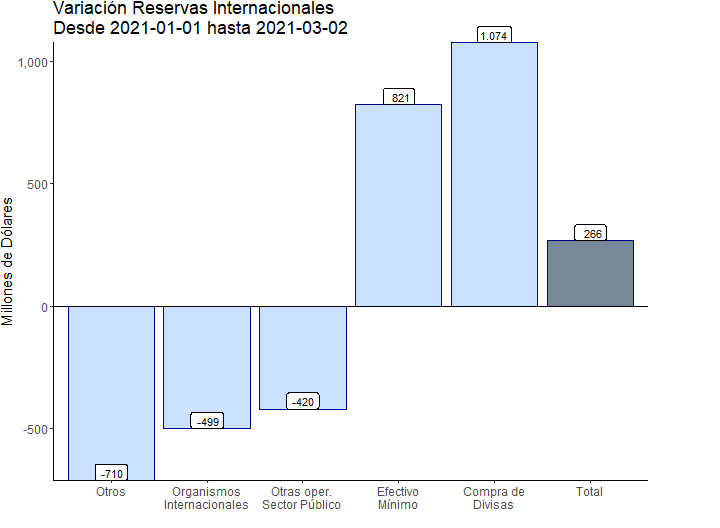 Variación Reservas Internacionales
Desde 2021-01-01 hasta 2021-03-02
Millones de Dólares
1,000
500
0
-500
-710
-499
-420
821
1.074
266
Otros
Organismos
Internacionales
Otras oper.
Sector Público
Efectivo
Mínimo
Compra de
Divisas
Total